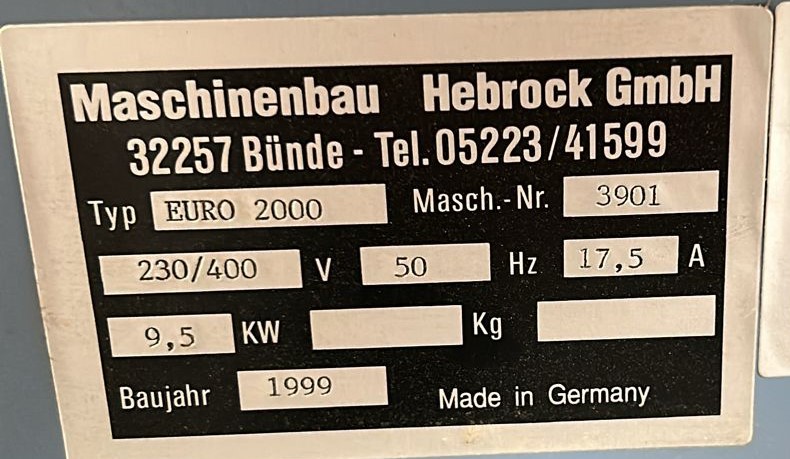 Maschinenbau Hebrock GmbH
32257 Bünde - Tel. 05223/41599
Typ EURO 2000 Masch.-Nr. 3901
230/400 V 50 Hz 17,5 A
9,5 KW Kg
Baujahr 1999 Made in Germany